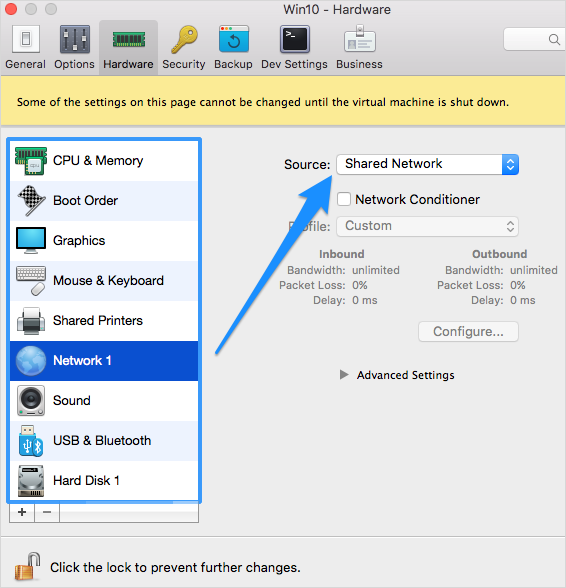 Win10 - Hardware
General
Options
Hardware
Security
Backup
Dev Settings
Business
Some of the settings on this page cannot be changed until the virtual machine is shut down.
CPU & Memory
Boot Order
Graphics
Mouse & Keyboard
Shared Printers
Network 1
Sound
USB & Bluetooth
Hard Disk 1
+ −
Source: Shared Network
Network Conditioner
Profile: Custom
Inbound
Bandwidth: unlimited
Packet Loss: 0%
Delay: 0 ms
Outbound
Bandwidth: unlimited
Packet Loss: 0%
Delay: 0 ms
Configure...
Advanced Settings
Click the lock to prevent further changes.